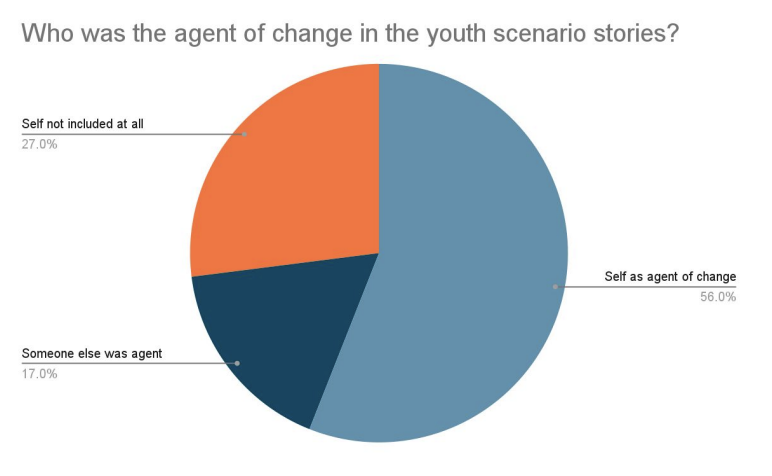 Who was the agent of change in the youth scenario stories?
Self not included at all
27.0%
Self as agent of change
56.0%
Someone else was agent
17.0%